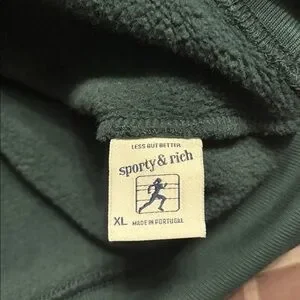 LESS BUT BETTER
sporty & rich
XL MADE IN PORTUGAL